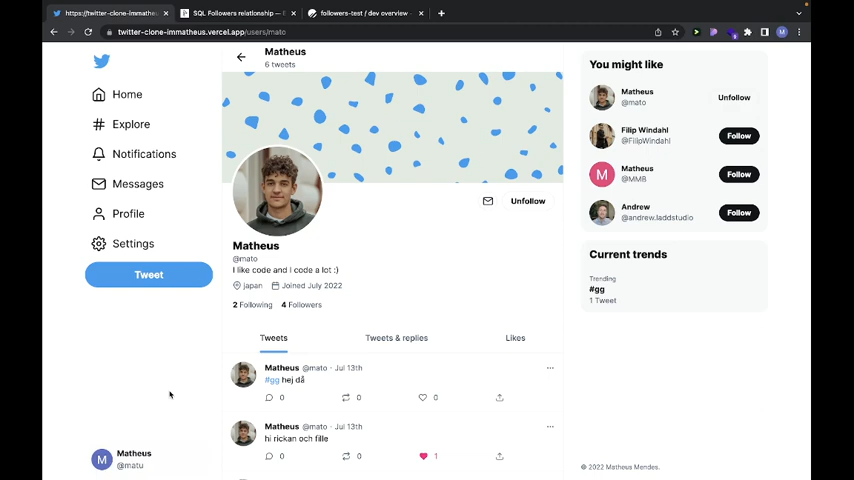 https://twitter-clone-immatheu
SQL Followers relationship —
followers-test / dev overview -
twitter-clone-immatheus.vercel.app/users/mato
Home
Explore
Notifications
Messages
Profile
Settings
Tweet
Matheus
@matu
Matheus
6 tweets
Unfollow
Matheus
@mato
I like code and I code a lot :)
japan
Joined July 2022
2 Following
4 Followers
Tweets
Tweets & replies
Likes
Matheus @mato · Jul 13th
#gg hej då
0
0
0
Matheus @mato · Jul 13th
hi rickan och fille
0
0
1
You might like
Matheus
@mato
Unfollow
Filip Windahl
@FilipWindahl
Follow
M
Matheus
@MMB
Follow
Andrew
@andrew.laddstudio
Follow
Current trends
Trending
#gg
1 Tweet
© 2022 Matheus Mendes.